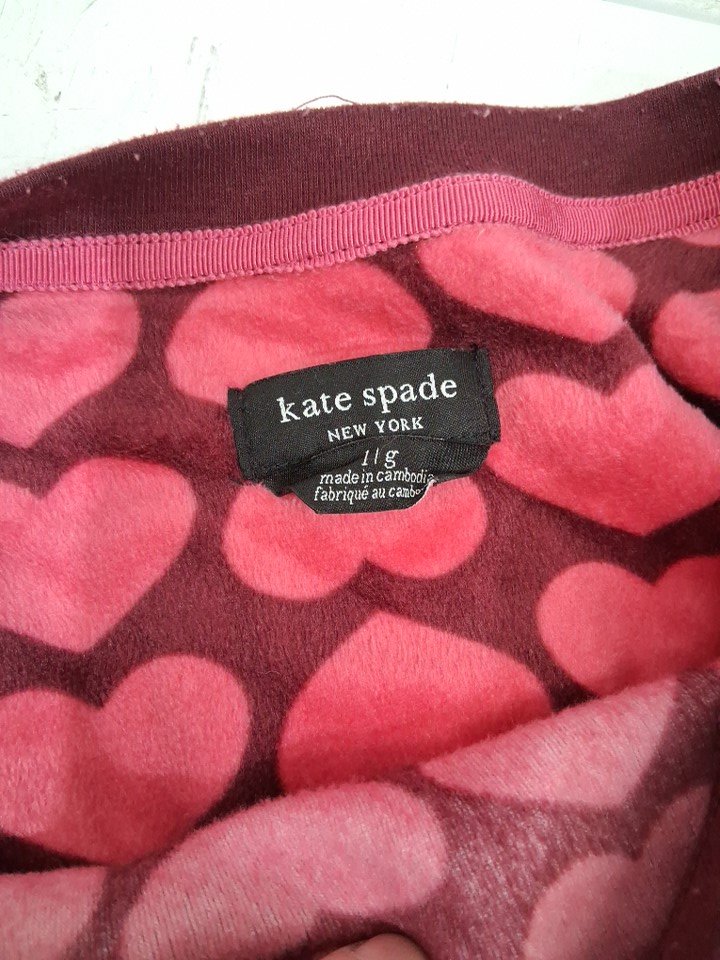 kate spade
NEW YORK
l/g
made in cambodia
fabriqué au